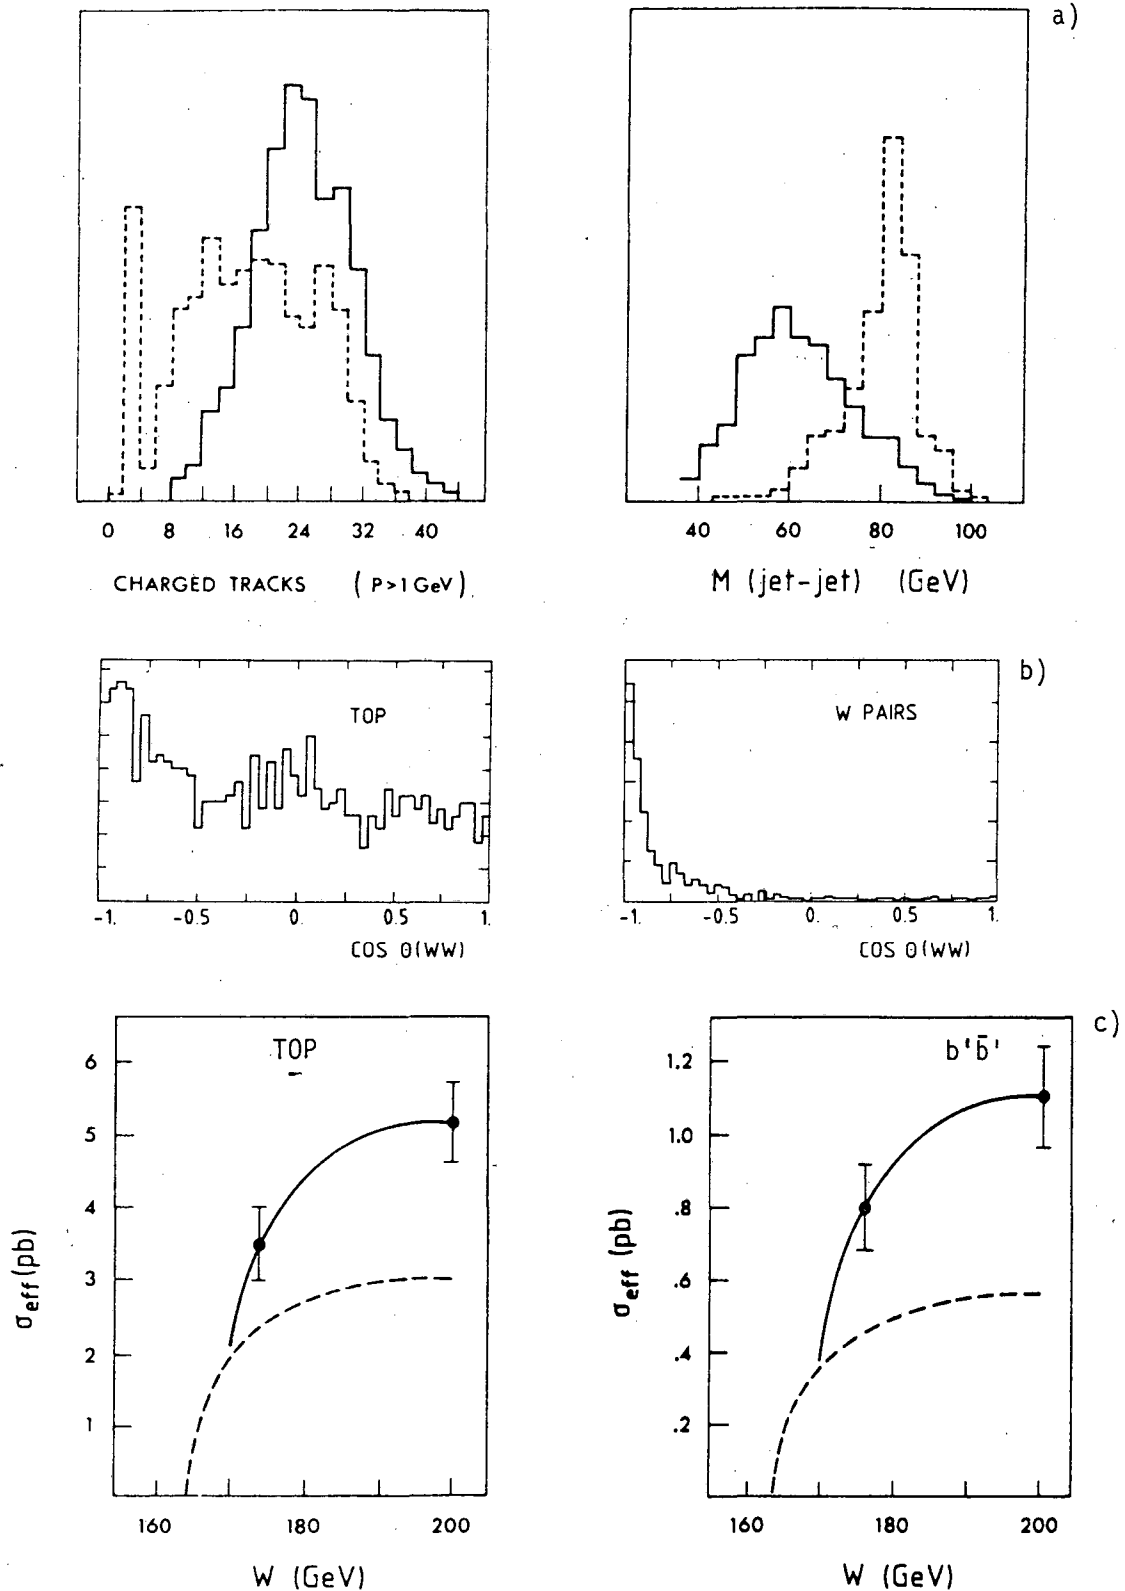 a)
0 8 16 24 32 40
CHARGED TRACKS ( P>1 GeV)
40 60 80 100
M (jet-jet) (GeV)
b)
TOP
-1. -0.5 0. 0.5 1.
COS θ(WW)
W PAIRS
-1. -0.5 0. 0.5 1.
COS θ(WW)
c)
TOP
6
5
4
3
2
1
σeff (pb)
160 180 200
W (GeV)
b'b̄'
1.2
1.0
.8
.6
.4
.2
σeff (pb)
160 180 200
W (GeV)